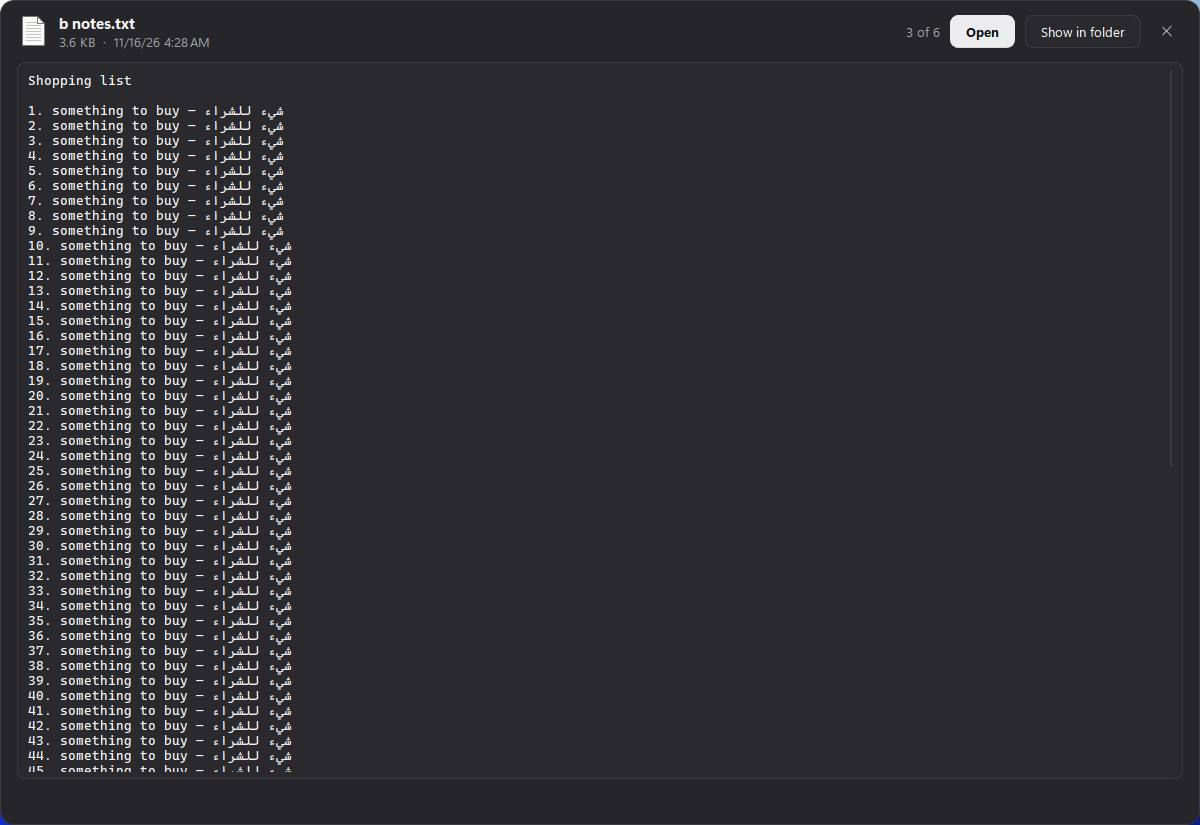 b notes.txt
3.6 KB · 11/16/26 4:28 AM
3 of 6
Open
Show in folder
Shopping list
1. something to buy — شيء للشراء
2. something to buy — شيء للشراء
3. something to buy — شيء للشراء
4. something to buy — شيء للشراء
5. something to buy — شيء للشراء
6. something to buy — شيء للشراء
7. something to buy — شيء للشراء
8. something to buy — شيء للشراء
9. something to buy — شيء للشراء
10. something to buy — شيء للشراء
11. something to buy — شيء للشراء
12. something to buy — شيء للشراء
13. something to buy — شيء للشراء
14. something to buy — شيء للشراء
15. something to buy — شيء للشراء
16. something to buy — شيء للشراء
17. something to buy — شيء للشراء
18. something to buy — شيء للشراء
19. something to buy — شيء للشراء
20. something to buy — شيء للشراء
21. something to buy — شيء للشراء
22. something to buy — شيء للشراء
23. something to buy — شيء للشراء
24. something to buy — شيء للشراء
25. something to buy — شيء للشراء
26. something to buy — شيء للشراء
27. something to buy — شيء للشراء
28. something to buy — شيء للشراء
29. something to buy — شيء للشراء
30. something to buy — شيء للشراء
31. something to buy — شيء للشراء
32. something to buy — شيء للشراء
33. something to buy — شيء للشراء
34. something to buy — شيء للشراء
35. something to buy — شيء للشراء
36. something to buy — شيء للشراء
37. something to buy — شيء للشراء
38. something to buy — شيء للشراء
39. something to buy — شيء للشراء
40. something to buy — شيء للشراء
41. something to buy — شيء للشراء
42. something to buy — شيء للشراء
43. something to buy — شيء للشراء
44. something to buy — شيء للشراء
45. something to buy — شيء للشراء